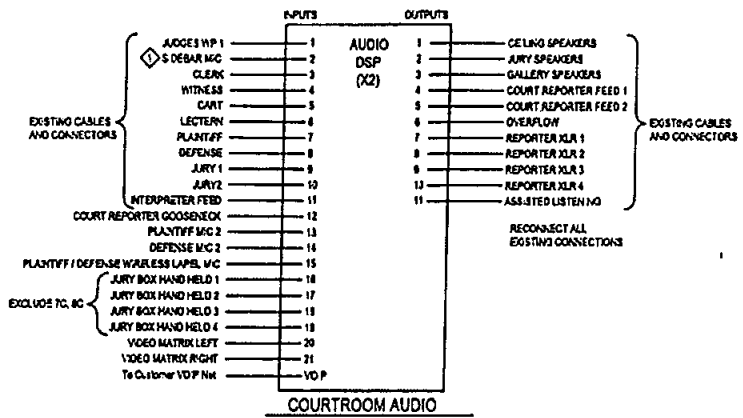 INPUTS OUTPUTS
AUDIO
DSP
(X2)
JUDGES WP 1 1
1 SIDEBAR MIC 2
CLERK 3
WITNESS 4
CART 5
LECTERN 6
PLAINTIFF 7
DEFENSE 8
JURY 1 9
JURY2 10
INTERPRETER FEED 11
COURT REPORTER GOOSENECK 12
PLAINTIFF MIC 2 13
DEFENSE MIC 2 14
PLAINTIFF / DEFENSE WIRELESS LAPEL MIC 15
JURY BOX HAND HELD 1 16
JURY BOX HAND HELD 2 17
JURY BOX HAND HELD 3 18
JURY BOX HAND HELD 4 19
VIDEO MATRIX LEFT 20
VIDEO MATRIX RIGHT 21
To Customer VOIP Net VOIP
EXISTING CABLES
AND CONNECTORS
EXCLUDE 7C, 8C
1 CEILING SPEAKERS
2 JURY SPEAKERS
3 GALLERY SPEAKERS
4 COURT REPORTER FEED 1
5 COURT REPORTER FEED 2
6 OVERFLOW
7 REPORTER XLR 1
8 REPORTER XLR 2
9 REPORTER XLR 3
10 REPORTER XLR 4
11 ASSISTED LISTENING
EXISTING CABLES
AND CONNECTORS
RECONNECT ALL
EXISTING CONNECTIONS
COURTROOM AUDIO